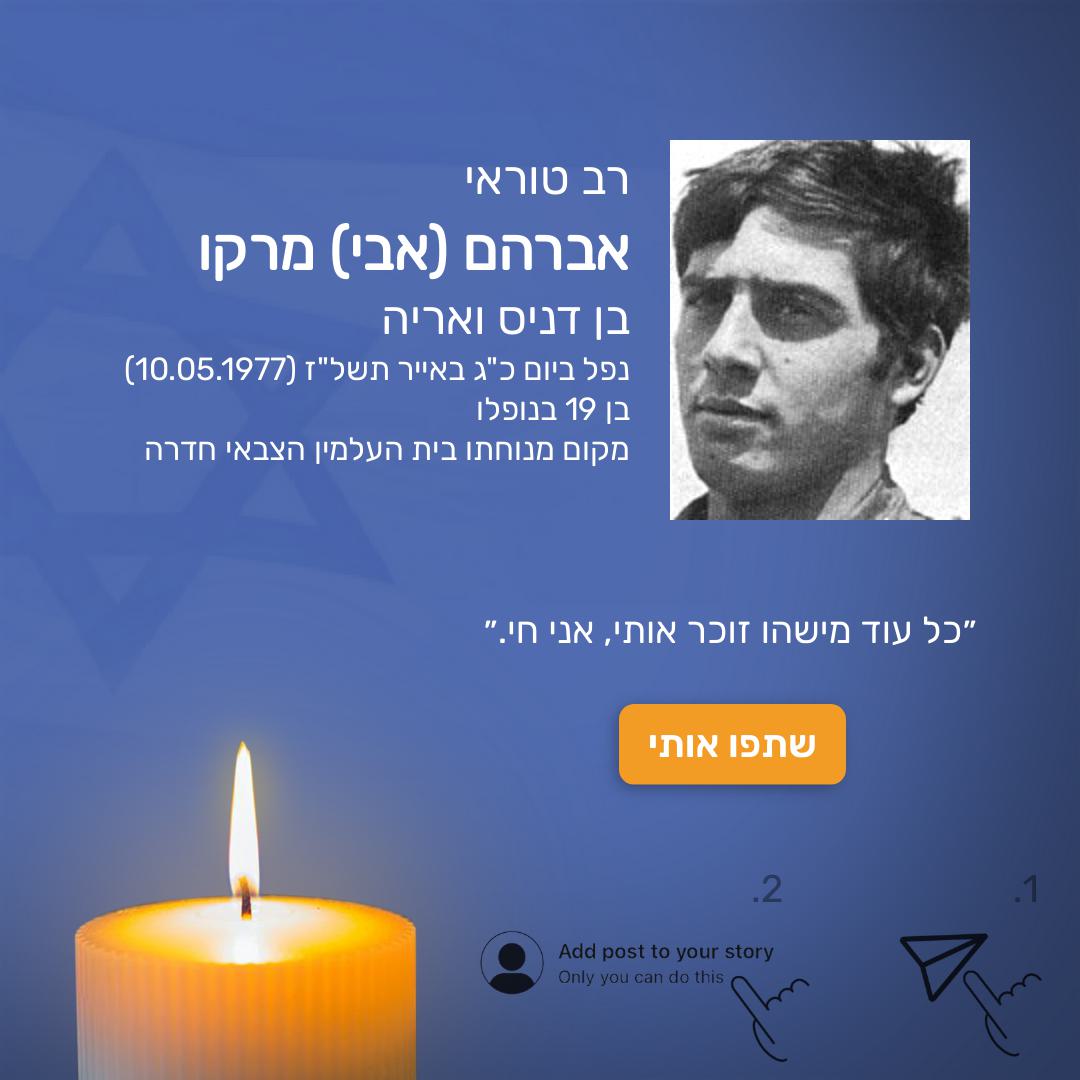 רב טוראי
אברהם (אבי) מרקו
בן דניס ואריה
נפל ביום כ"ג באייר תשל"ז (10.05.1977)
בן 19 בנופלו
מקום מנוחתו בית העלמין הצבאי חדרה
״כל עוד מישהו זוכר אותי, אני חי.״
שתפו אותי
.1
.2
Add post to your story
Only you can do this